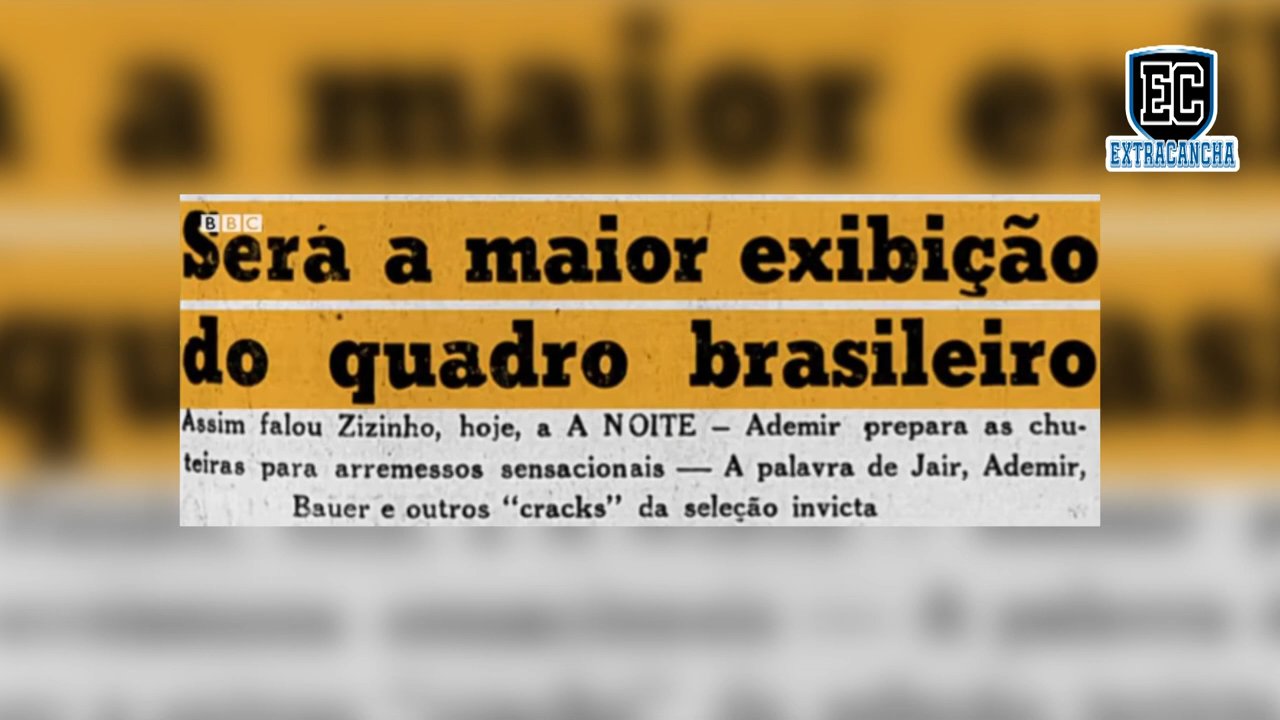 EC
EXTRACANCHA
BBC
Será a maior exibição
do quadro brasileiro
Assim falou Zizinho, hoje, a A NOITE — Ademir prepara as chu-
teiras para arremessos sensacionais — A palavra de Jair, Ademir,
Bauer e outros “cracks” da seleção invicta